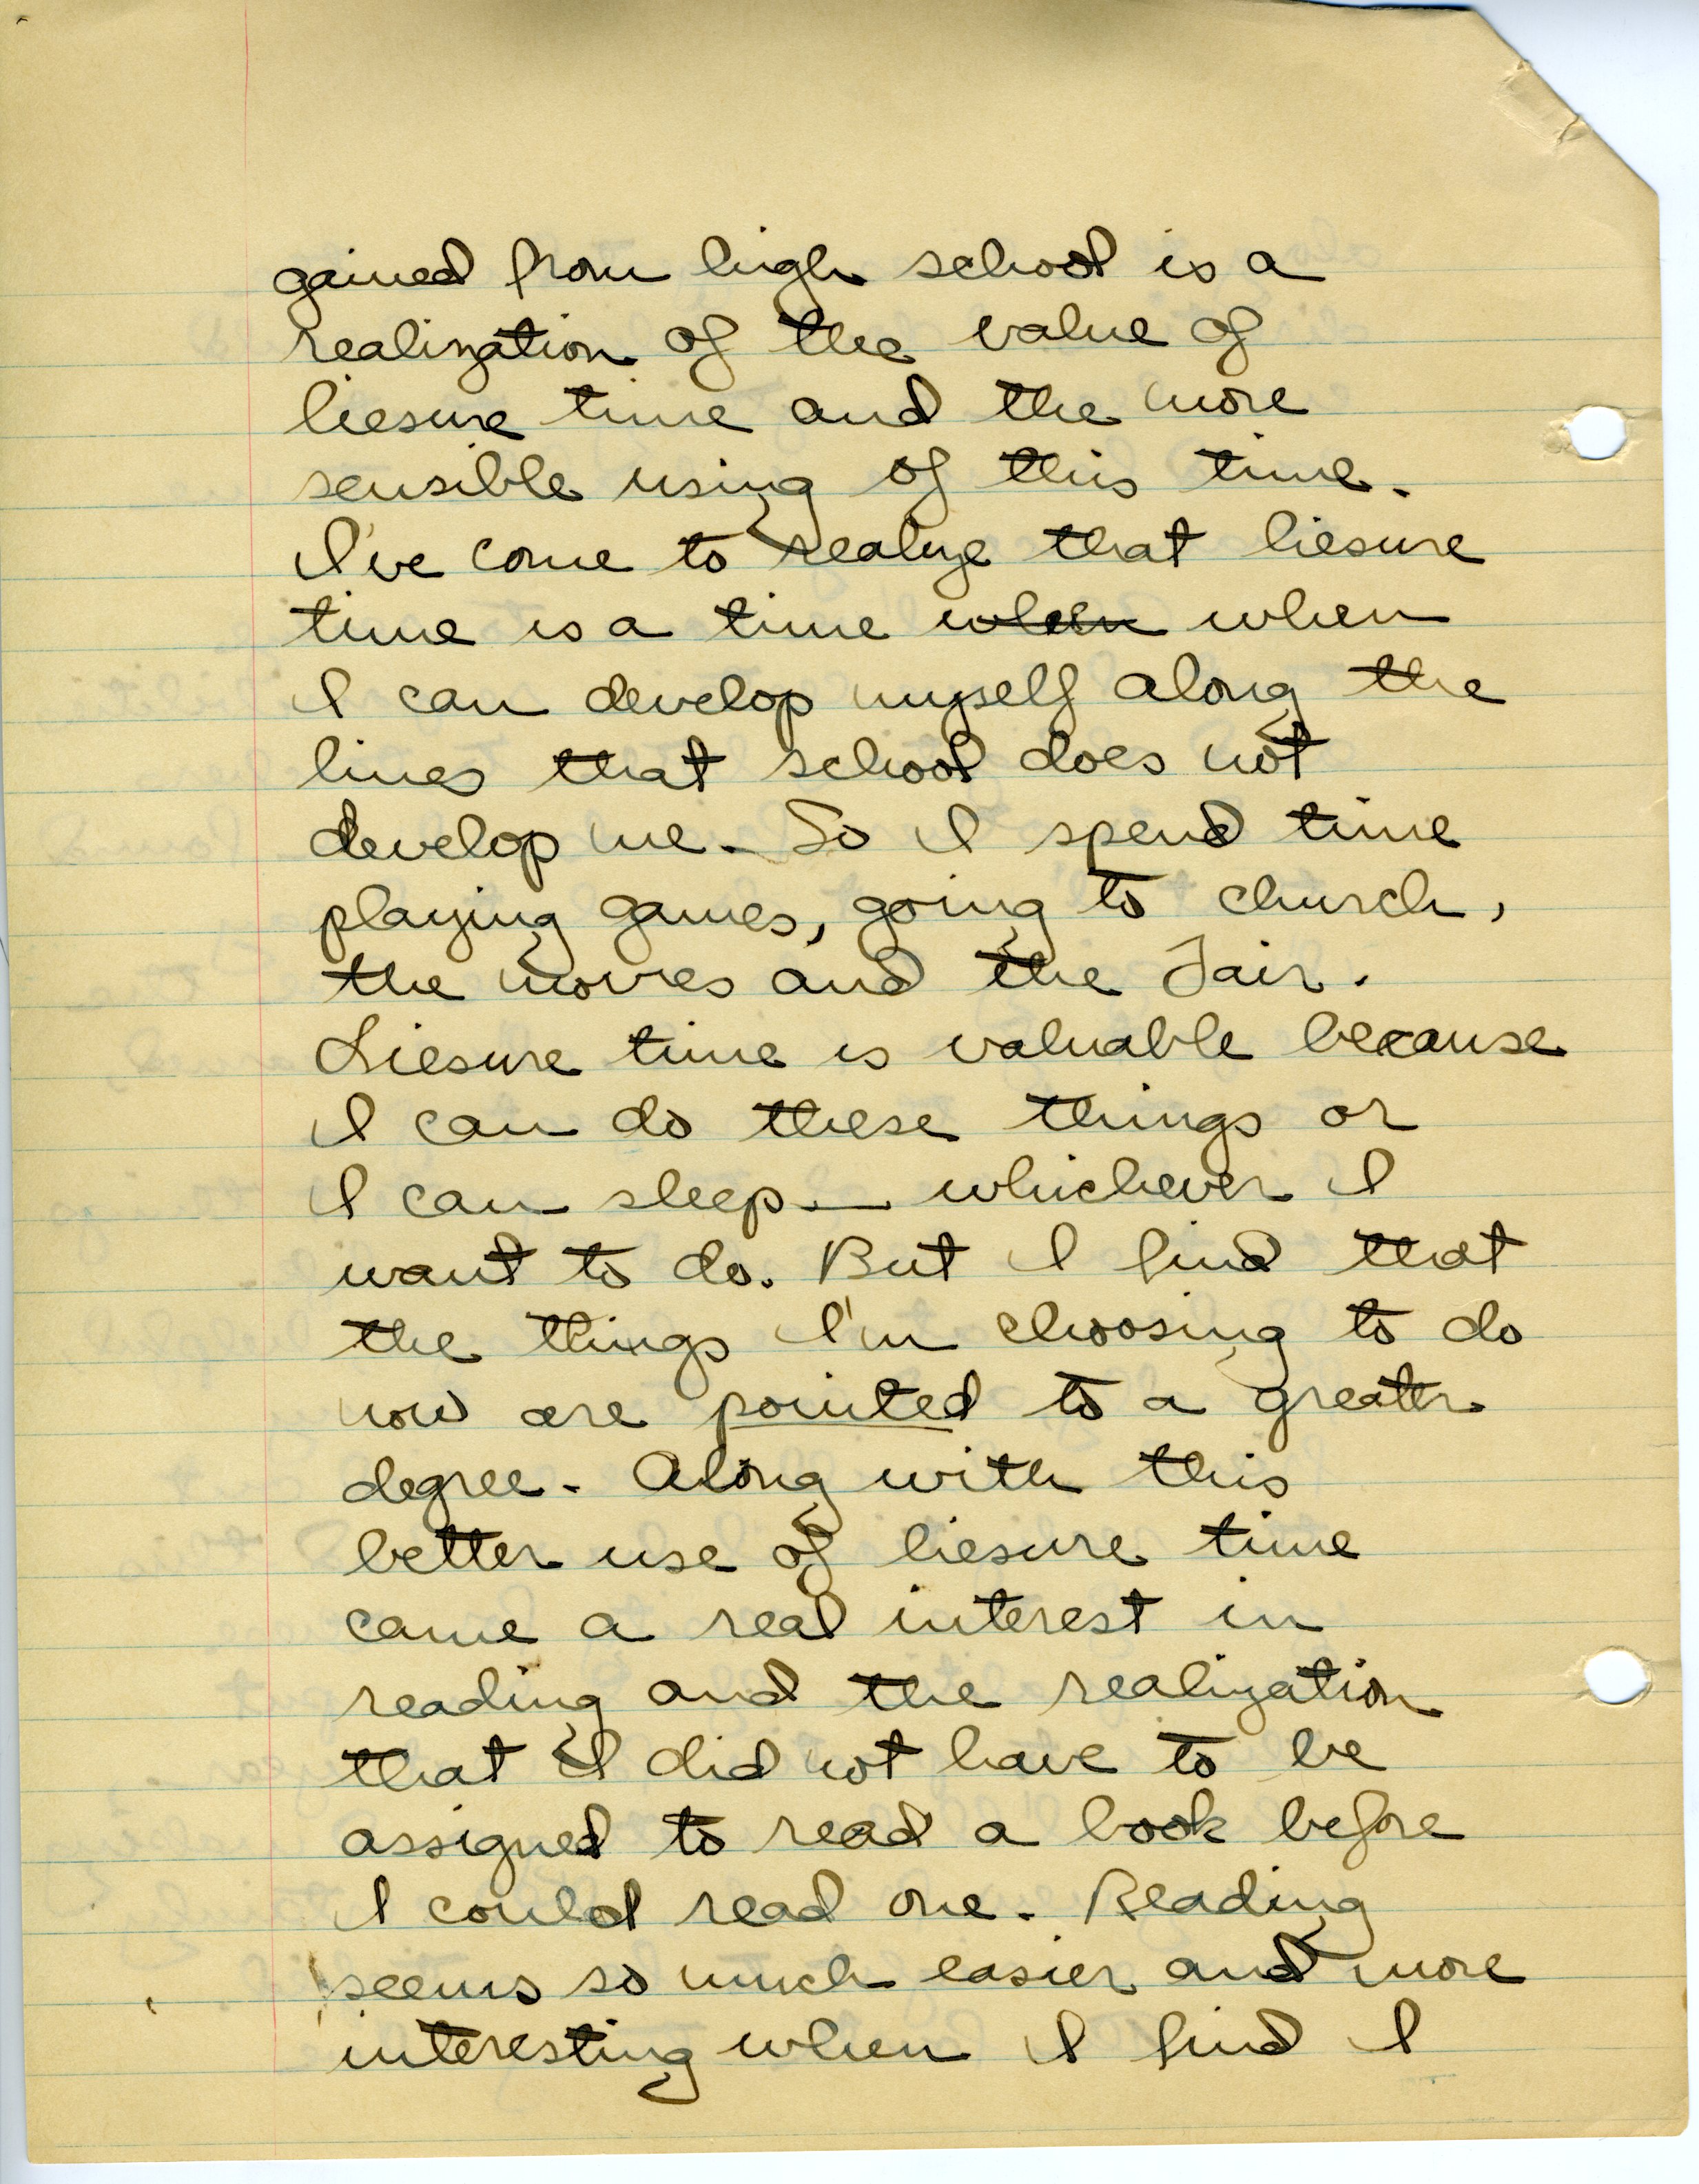 gained from high school is a
realization of the value of
liesure time and the more
sensible using of this time.
I've come to realize that liesure
time is a time when when
I can develop myself along the
lines that school does not
develop me. So I spend time
playing games, going to church,
the movies and the Fair.
Liesure time is valuable because
I can do these things or
I can sleep — whichever I
want to do. But I find that
the things I'm choosing to do
now are pointed to a greater
degree. Along with this
better use of liesure time
came a real interest in
reading and the realization
that I did not have to be
assigned to read a book before
I could read one. Reading
seems so much easier and more
interesting when I find I